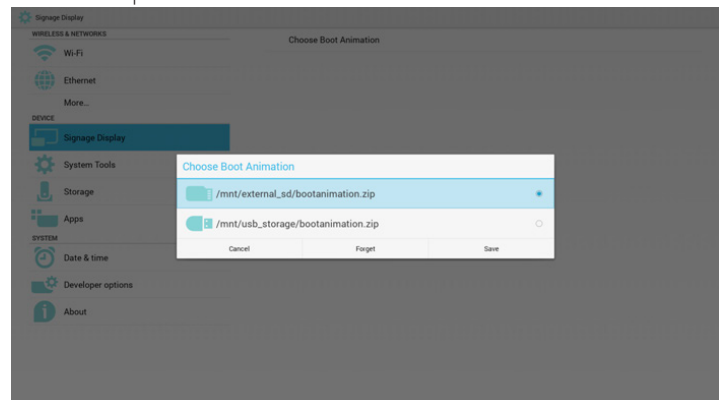 Signage Display
WIRELESS & NETWORKS
Wi-Fi
Ethernet
More...
DEVICE
Signage Display
System Tools
Storage
Apps
SYSTEM
Date & time
Developer options
About
Choose Boot Animation
Choose Boot Animation
/mnt/external_sd/bootanimation.zip
/mnt/usb_storage/bootanimation.zip
Cancel Forget Save